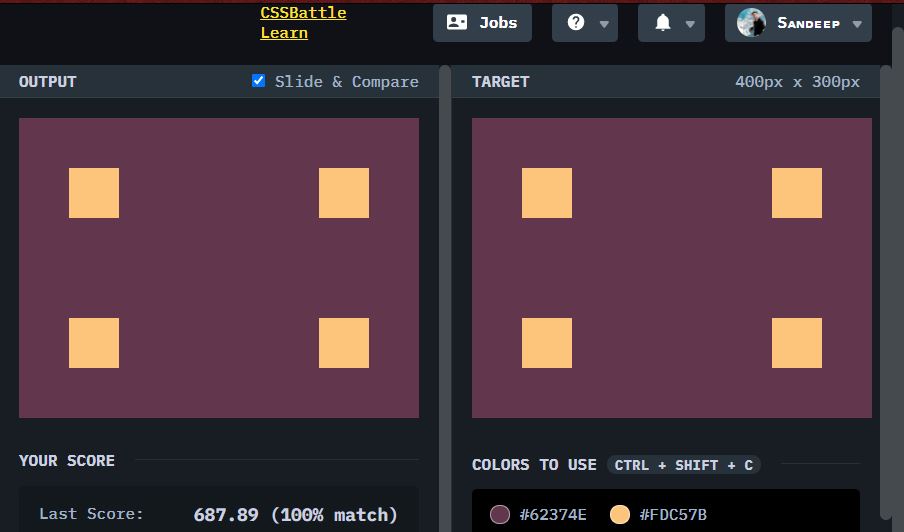 CSSBattle
Learn
Jobs
Sandeep
OUTPUT
Slide & Compare
TARGET
400px x 300px
YOUR SCORE
COLORS TO USE CTRL + SHIFT + C
Last Score: 687.89 (100% match)
#62374E #FDC57B